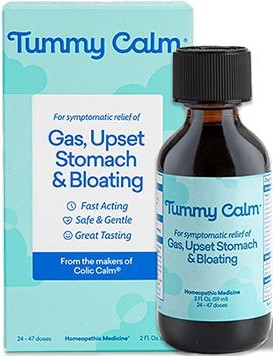 Tummy Calm®
For symptomatic relief of
Gas, Upset
Stomach
& Bloating
Fast Acting
Safe & Gentle
Great Tasting
From the makers of
Colic Calm®
24 - 47 doses
Homeopathic Medicine*
2 Fl. O
Tummy Calm®
For symptomatic relief of
Gas, Upset Stomach
& Bloating
Homeopathic Medicine
2 Fl. Oz. (59 ml)
24 - 47 doses